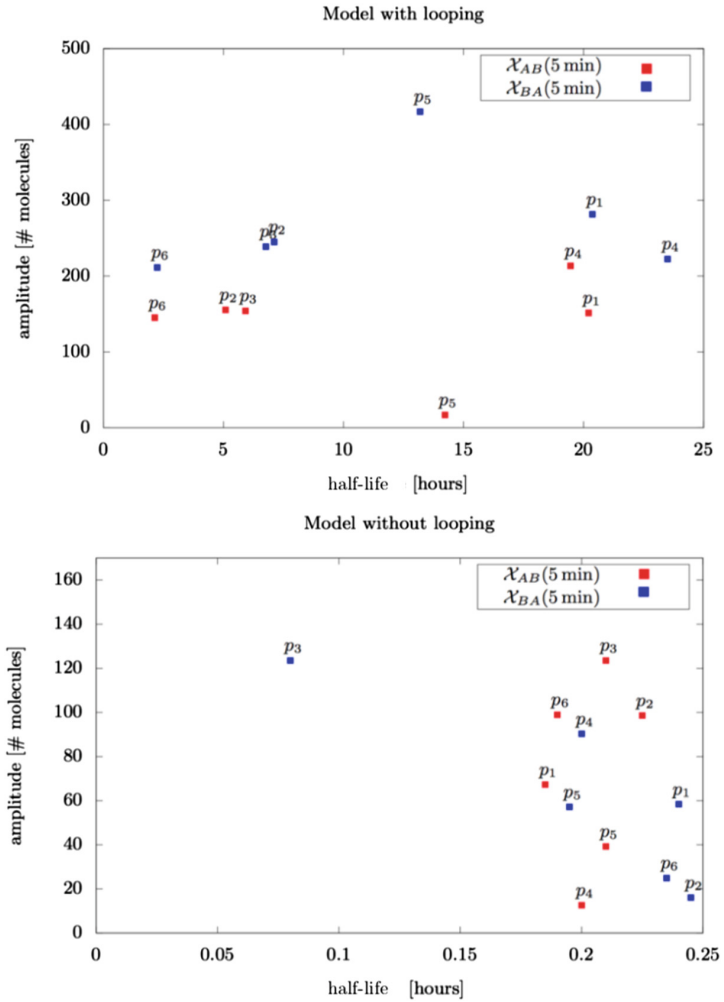 Model with looping
500
400
300
200
100
0
amplitude [# molecules]
𝒳AB(5 min)
𝒳BA(5 min)
p5
p1
p4
p2
p6
p4
p6
p2 p3
p1
p5
0 5 10 15 20 25
half-life [hours]
Model without looping
160
140
120
100
80
60
40
20
0
amplitude [# molecules]
𝒳AB(5 min)
𝒳BA(5 min)
p3 p3
p6 p2
p4
p1
p5 p1
p5
p6
p2
p4
0 0.05 0.1 0.15 0.2 0.25
half-life [hours]